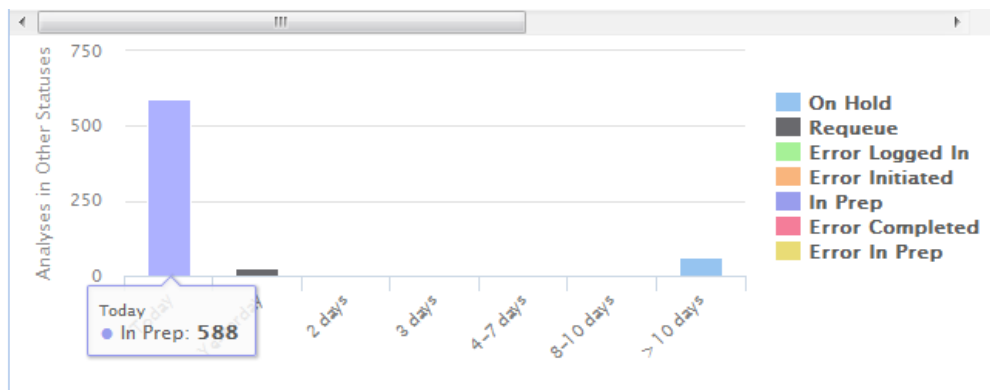 750
500
250
0
Analyses in Other Statuses
On Hold
Requeue
Error Logged In
Error Initiated
In Prep
Error Completed
Error In Prep
Today
In Prep: 588
Today
Yesterday
2 days
3 days
4-7 days
8-10 days
> 10 days